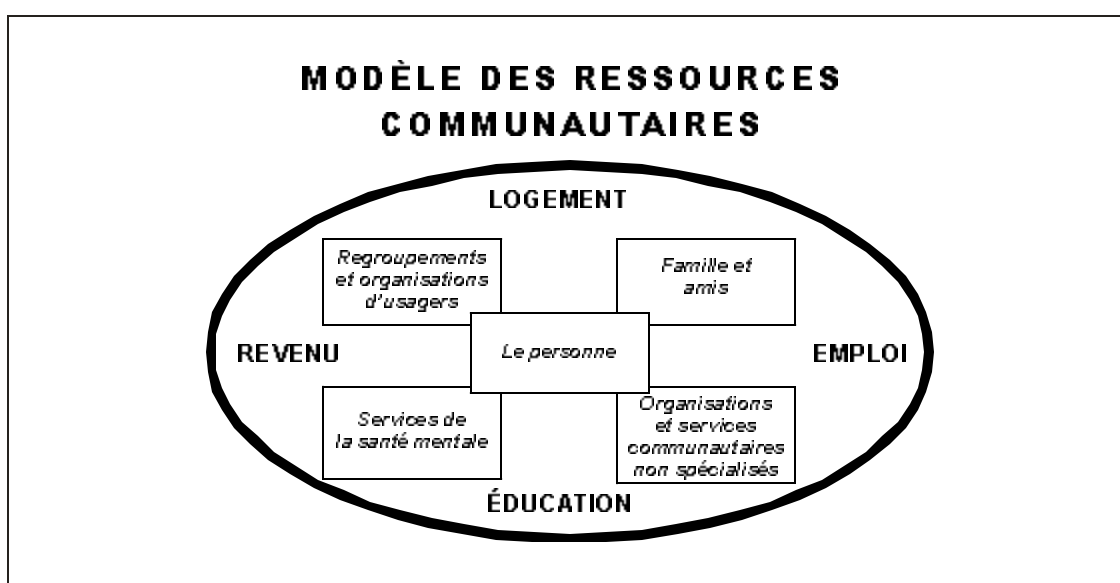 MODÈLE DES RESSOURCES
COMMUNAUTAIRES
LOGEMENT
Regroupements
et organisations
d'usagers
Famille et
amis
REVENU
Le personne
EMPLOI
Services de
la santé mentale
Organisations
et services
communautaires
non spécialisés
ÉDUCATION